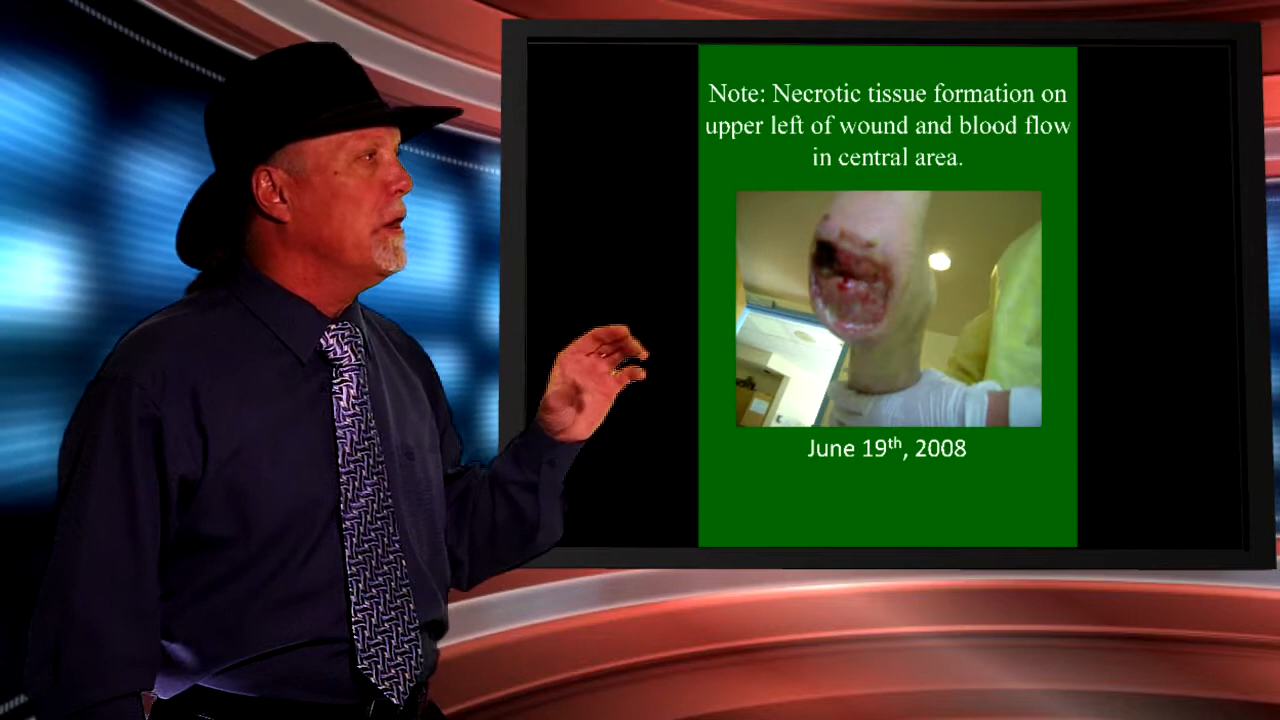 Note: Necrotic tissue formation on
upper left of wound and blood flow
in central area.
June 19th, 2008